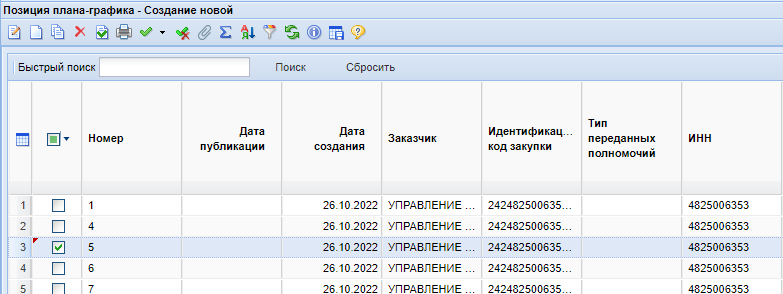 Позиция плана-графика - Создание новой
Быстрый поиск Поиск Сбросить
Номер Дата публикации Дата создания Заказчик Идентификац... код закупки Тип переданных полномочий ИНН
1 1 26.10.2022 УПРАВЛЕНИЕ ... 242482500635... 4825006353
2 4 26.10.2022 УПРАВЛЕНИЕ ... 242482500635... 4825006353
3 5 26.10.2022 УПРАВЛЕНИЕ ... 242482500635... 4825006353
4 6 26.10.2022 УПРАВЛЕНИЕ ... 242482500635... 4825006353
5 7 26.10.2022 УПРАВЛЕНИЕ ... 242482500635... 4825006353